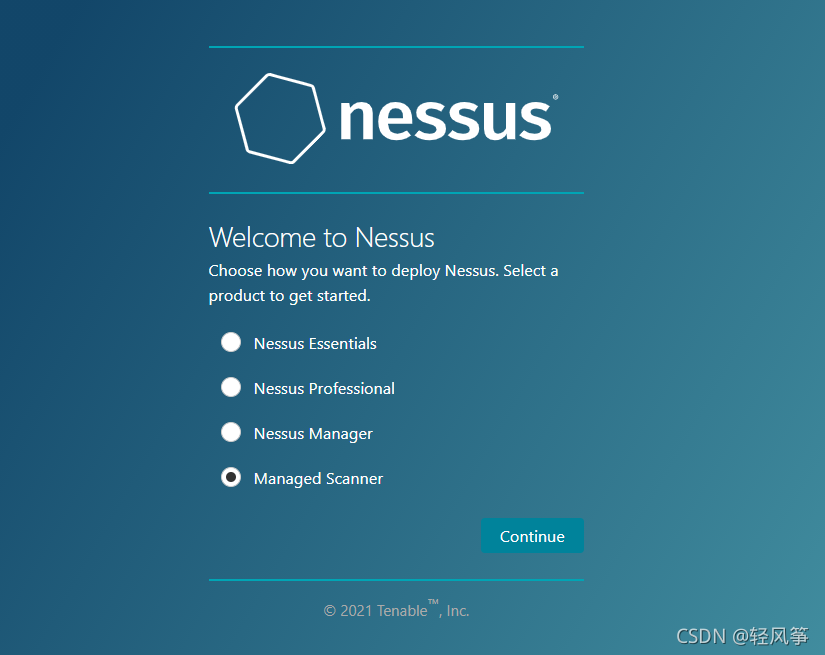 nessus®
Welcome to Nessus
Choose how you want to deploy Nessus. Select a
product to get started.
Nessus Essentials
Nessus Professional
Nessus Manager
Managed Scanner
Continue
© 2021 Tenable™, Inc.
CSDN @轻风筝